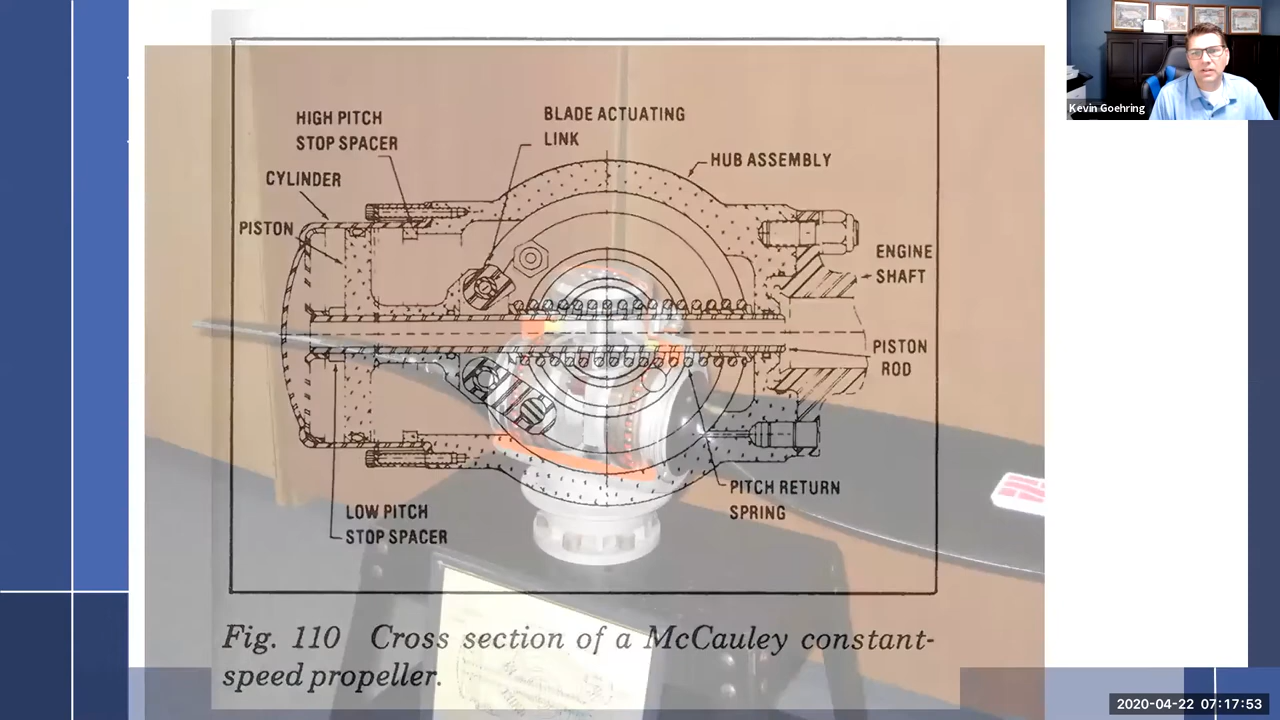 HIGH PITCH
STOP SPACER
BLADE ACTUATING
LINK
HUB ASSEMBLY
CYLINDER
PISTON
ENGINE
SHAFT
PISTON
ROD
PITCH RETURN
SPRING
LOW PITCH
STOP SPACER
Fig. 110 Cross section of a McCauley constant-
speed propeller.
Kevin Goehring
2020-04-22 07:17:53